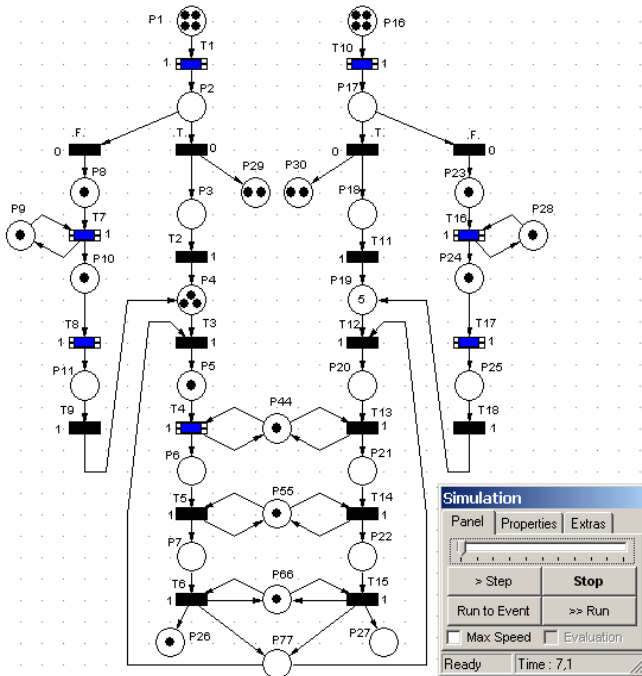 P1 P16
T1 T10
1 1
P2 P17
.F. .T. .T. .F.
0 0 0 0
P8 P3 P29 P30 P18 P23
P9 T7 T16 P28
1 1
P10 T2 T11 P24
1 1
P4 P19
5
T8 T3 T12 T17
1 1 1 1
P11 P5 P20 P25
T9 T4 P44 T13 T18
1 1 1 1
P6 P21
T5 P55 T14
1 1
P7 P22
T6 P66 T15
1 1
P26 P77 P27
Simulation
Panel Properties Extras
> Step Stop
Run to Event >> Run
Max Speed Evaluation
Ready Time : 7,1